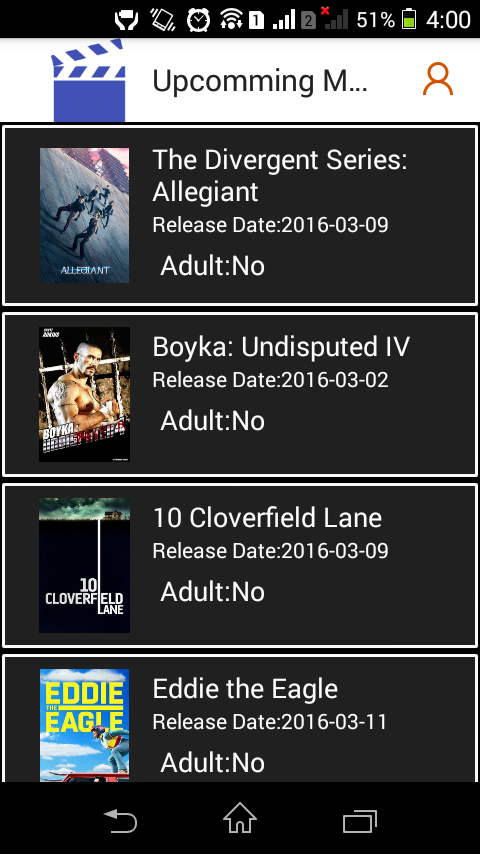 1 2 51% 4:00
Upcomming M...
The Divergent Series:
Allegiant
Release Date:2016-03-09
Adult:No
ALLEGIANT
Boyka: Undisputed IV
Release Date:2016-03-02
Adult:No
BOYKA
10 Cloverfield Lane
Release Date:2016-03-09
Adult:No
10
CLOVERFIELD
LANE
Eddie the Eagle
Release Date:2016-03-11
Adult:No
EDDIE
THE
EAGLE